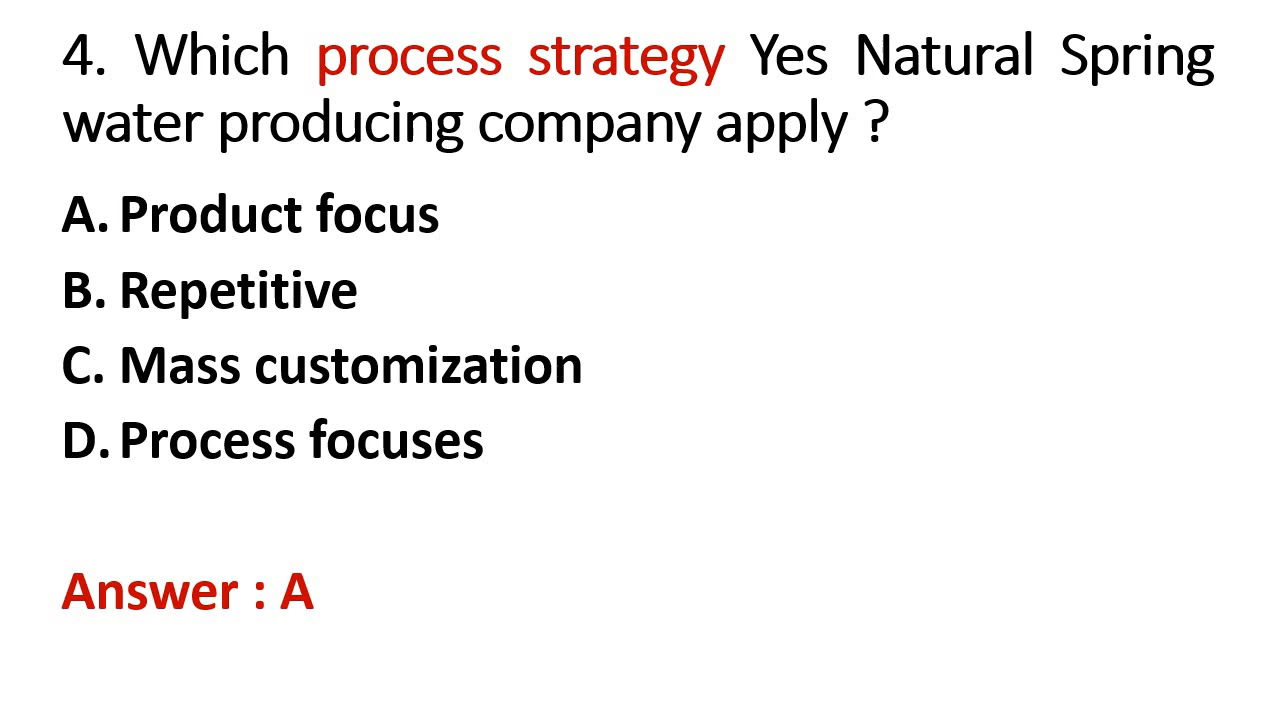 4. Which process strategy Yes Natural Spring
water producing company apply ?
A. Product focus
B. Repetitive
C. Mass customization
D. Process focuses
Answer : A